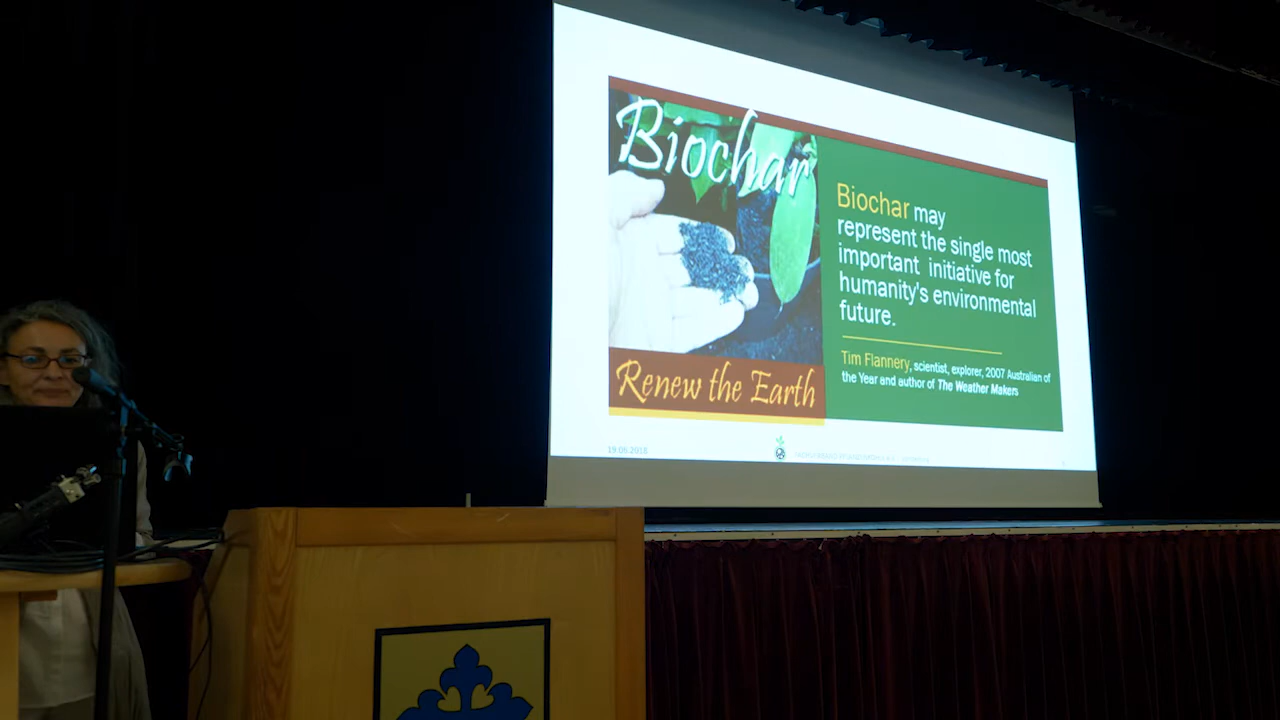 Biochar
Biochar may
represent the single most
important initiative for
humanity's environmental
future.
Tim Flannery, scientist, explorer, 2007 Australian of
the Year and author of The Weather Makers
Renew the Earth